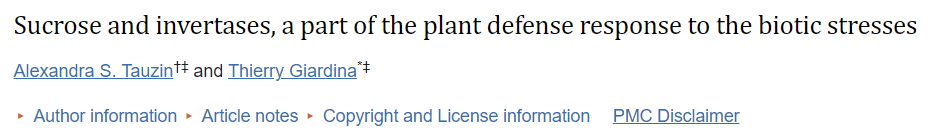 Sucrose and invertases, a part of the plant defense response to the biotic stresses
Alexandra S. Tauzin†‡ and Thierry Giardina*‡
▸ Author information ▸ Article notes ▸ Copyright and License information PMC Disclaimer